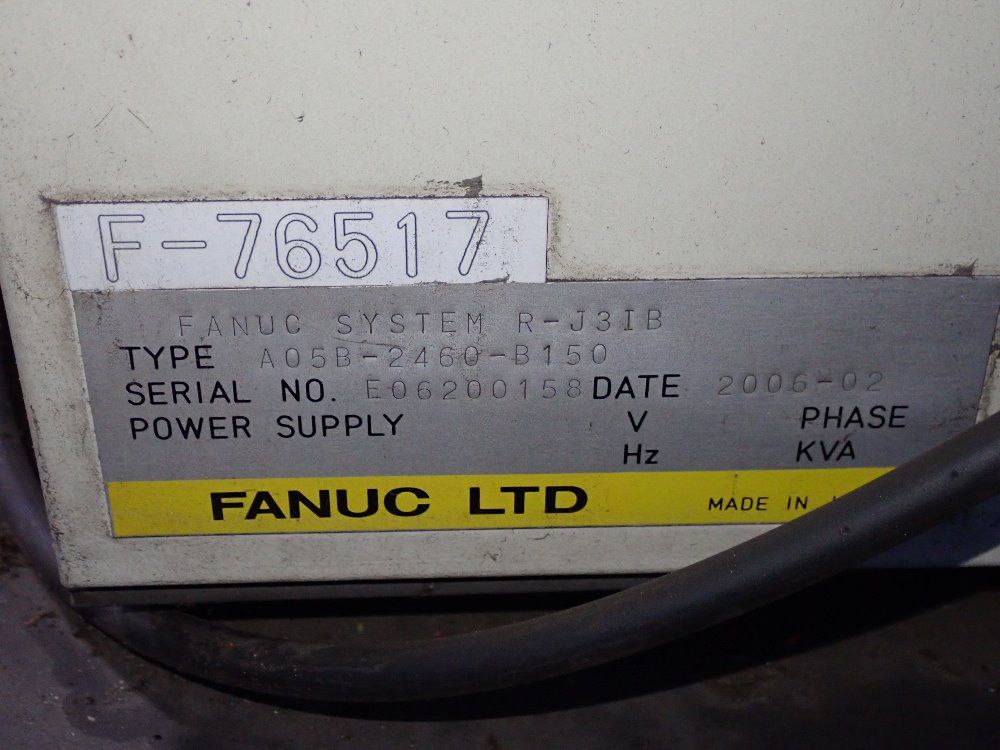 F-76517
FANUC SYSTEM R-J3IB
TYPE A05B-2460-B150
SERIAL NO. E06200158 DATE 2006-02
POWER SUPPLY V PHASE
Hz KVA
FANUC LTD MADE IN